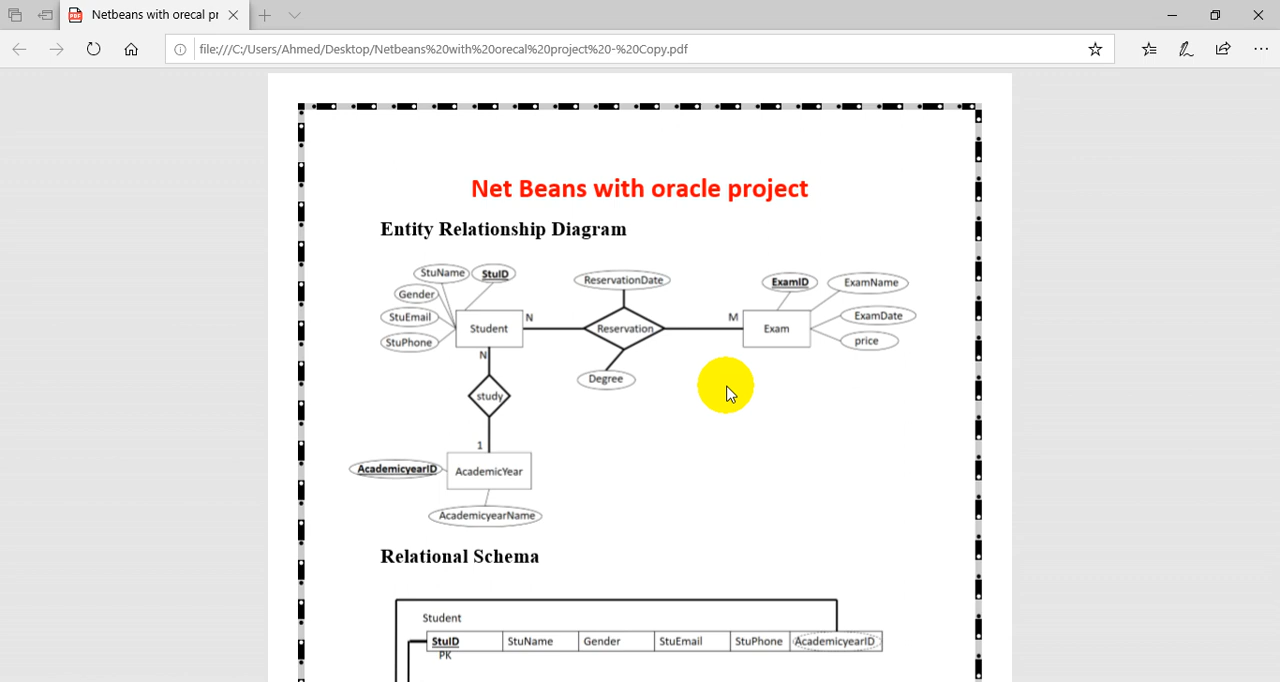 Netbeans with orecal pr
file:///C:/Users/Ahmed/Desktop/Netbeans%20with%20orecal%20project%20-%20Copy.pdf
Net Beans with oracle project
Entity Relationship Diagram
StuName
StuID
Gender
StuEmail
StuPhone
Student
N
ReservationDate
Reservation
Degree
M
ExamID
ExamName
ExamDate
price
Exam
N
study
1
AcademicyearID
AcademicYear
AcademicyearName
Relational Schema
Student
StuID StuName Gender StuEmail StuPhone AcademicyearID
PK